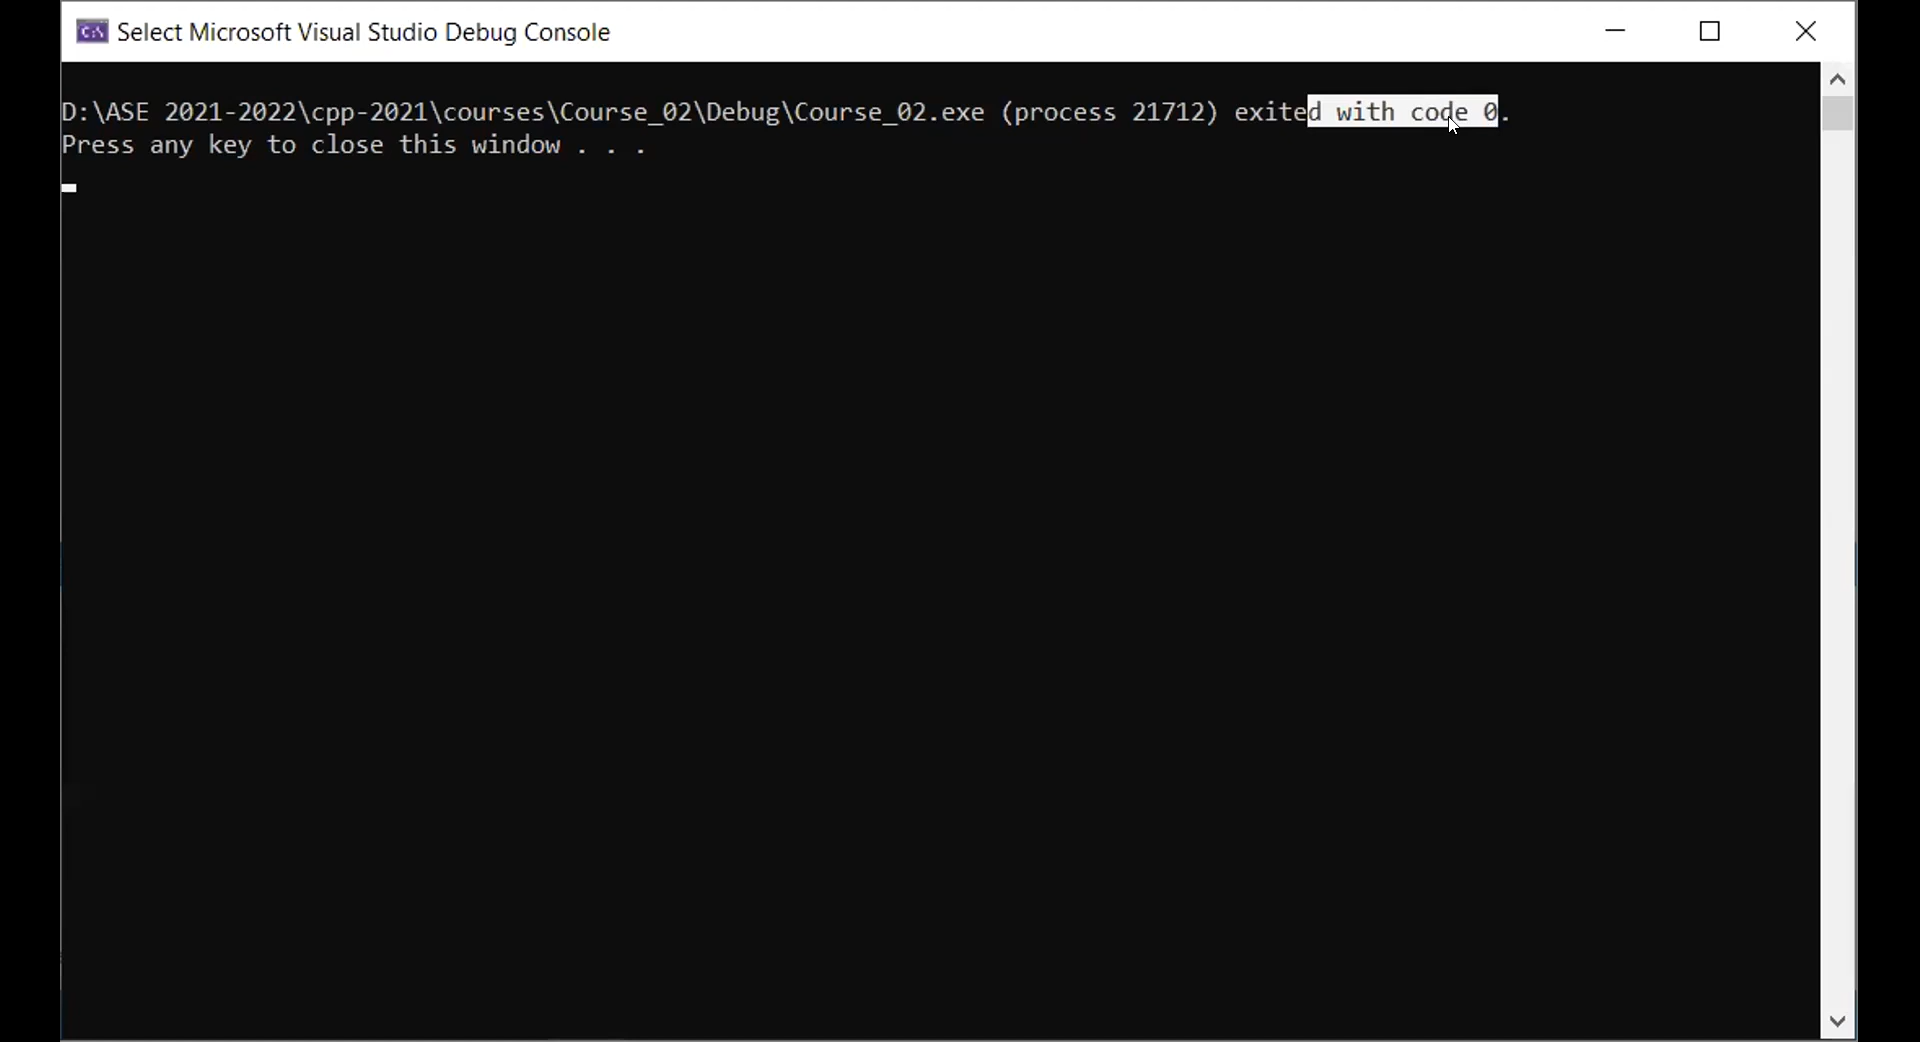 Select Microsoft Visual Studio Debug Console
D:\ASE 2021-2022\cpp-2021\courses\Course_02\Debug\Course_02.exe (process 21712) exited with code 0.
Press any key to close this window . . .